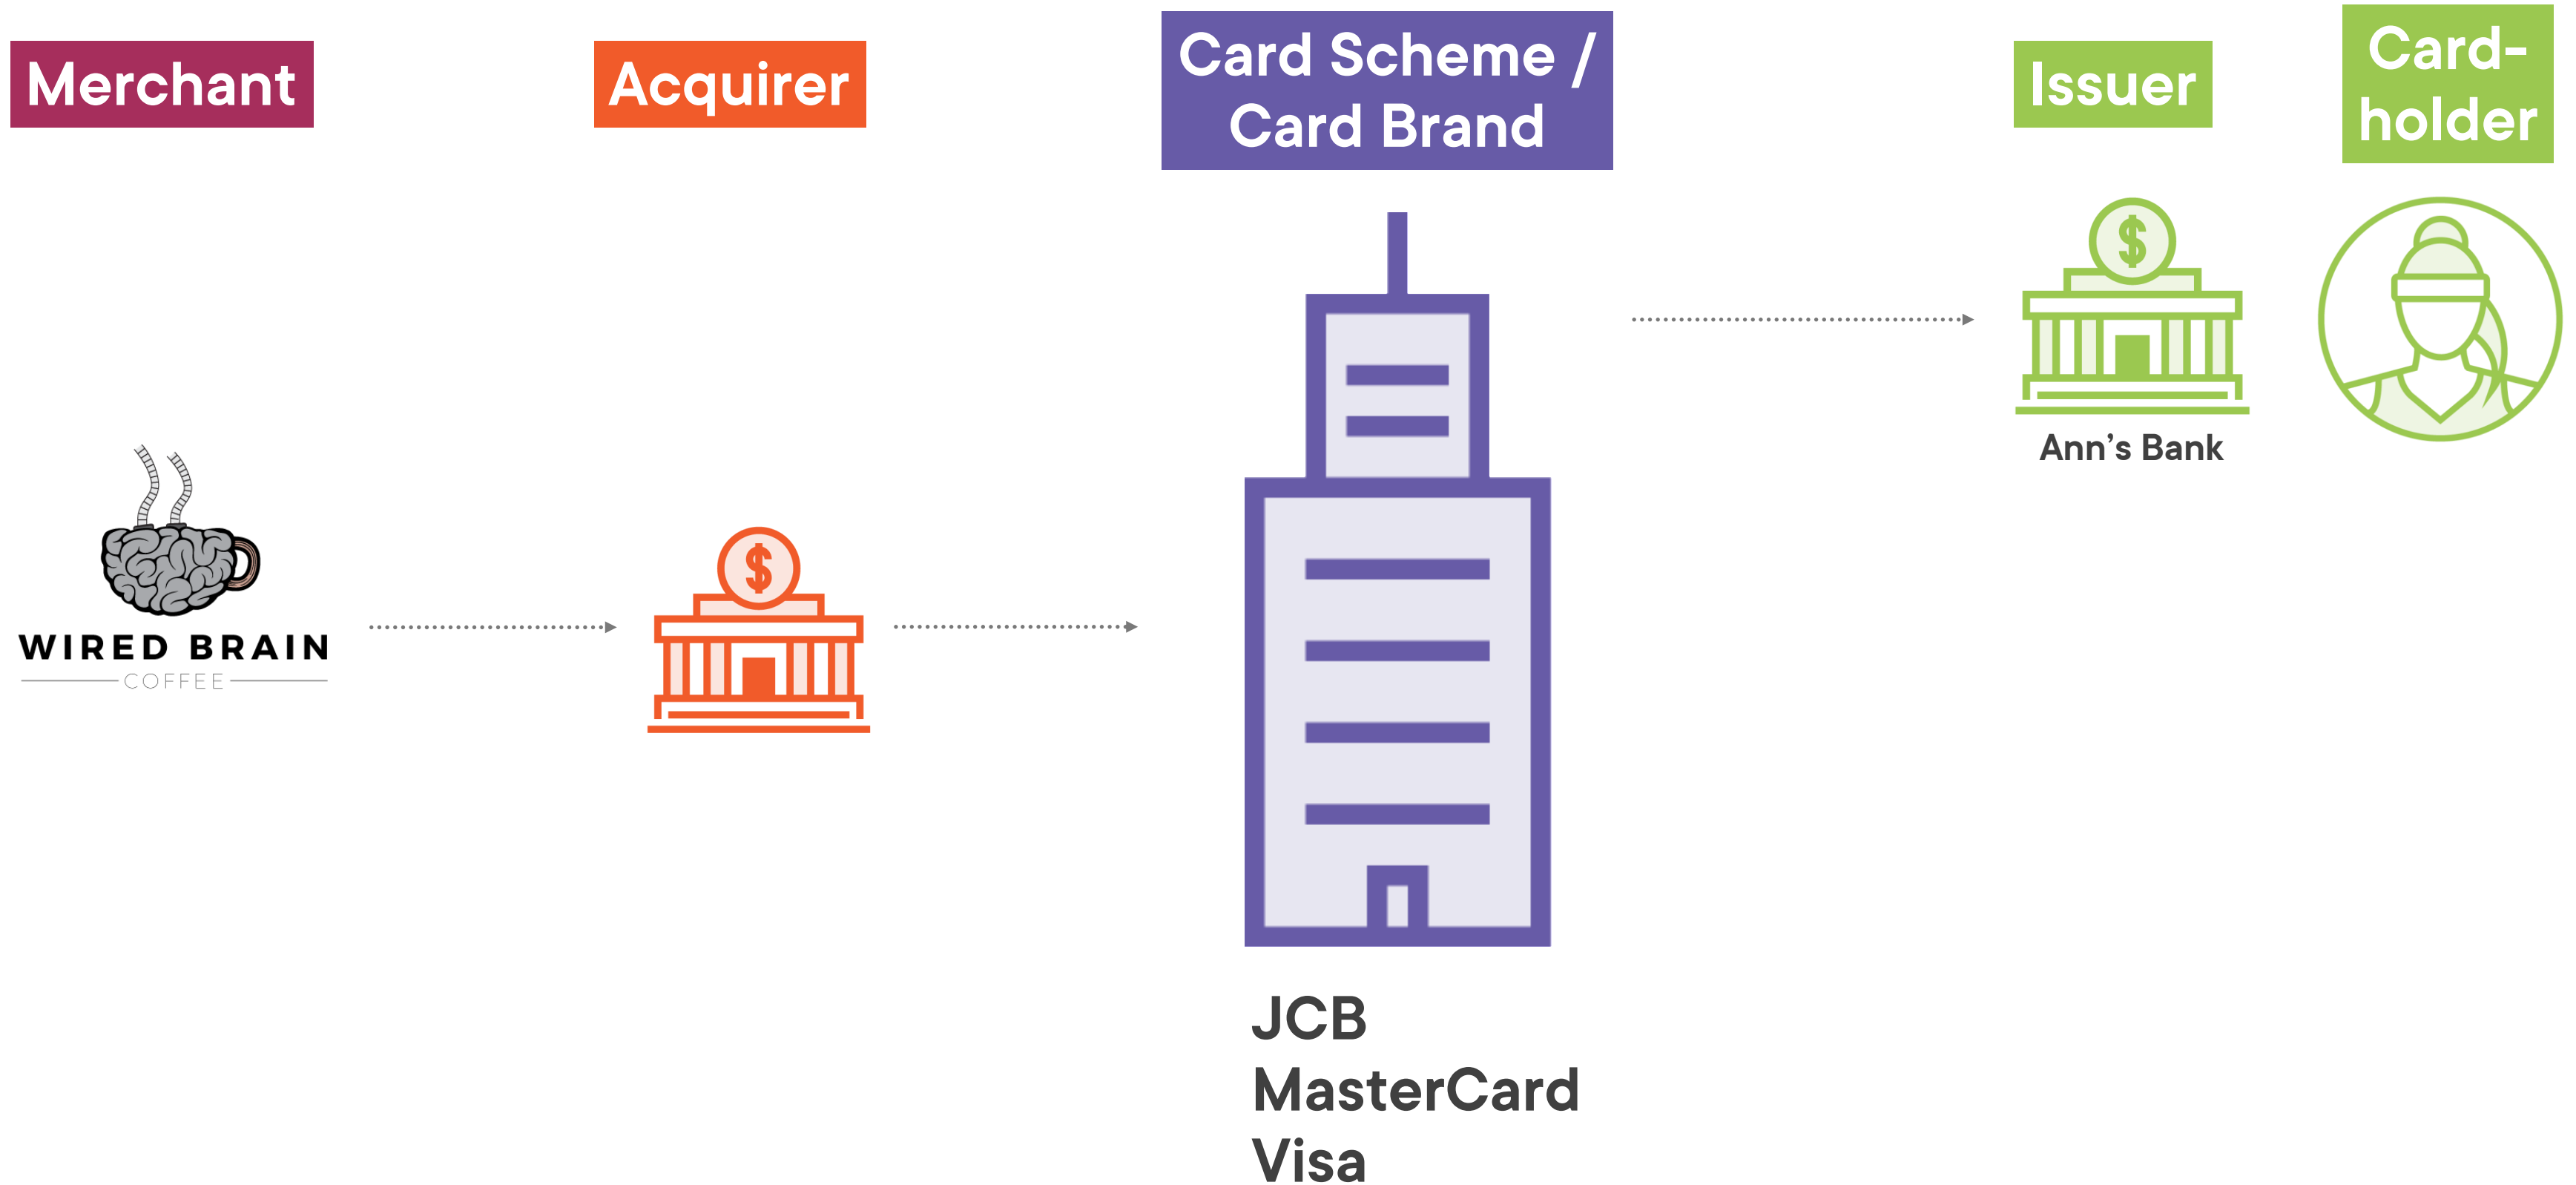 Merchant
Acquirer
Card Scheme /
Card Brand
Issuer
Card-
holder
$
Ann’s Bank
$
WIRED BRAIN
COFFEE
JCB
MasterCard
Visa